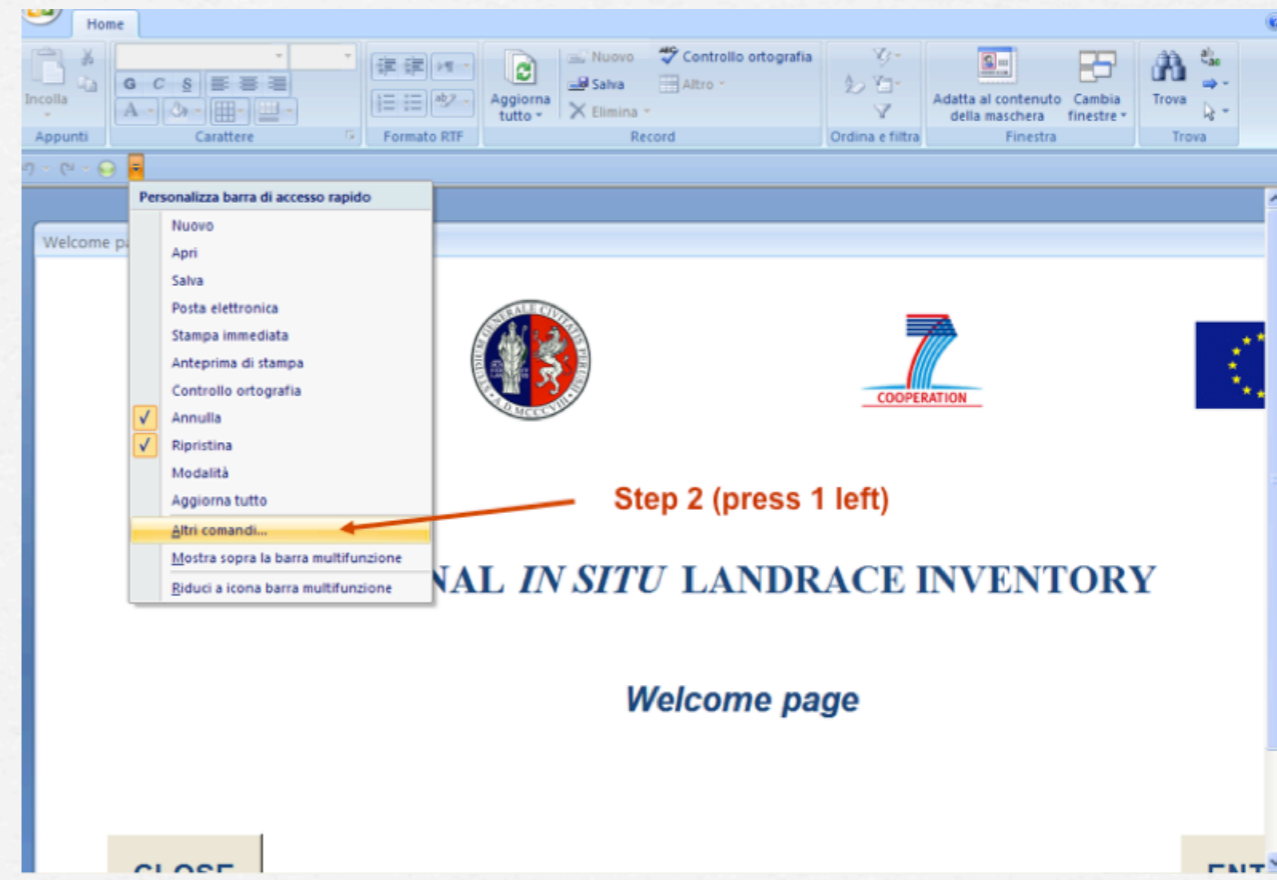 Home
Incolla
G C S
Nuovo
Controllo ortografia
Salva
Altro
Aggiorna
tutto
Elimina
Adatta al contenuto
della maschera
Cambia
finestre
Trova
Appunti
Carattere
Formato RTF
Record
Ordina e filtra
Finestra
Trova
Personalizza barra di accesso rapido
Welcome
Nuovo
Apri
Salva
Posta elettronica
Stampa immediata
Anteprima di stampa
Controllo ortografia
Annulla
Ripristina
Modalità
Aggiorna tutto
Altri comandi...
Mostra sopra la barra multifunzione
Riduci a icona barra multifunzione
7
COOPERATION
Step 2 (press 1 left)
NAL IN SITU LANDRACE INVENTORY
Welcome page
CLOSE
ENT